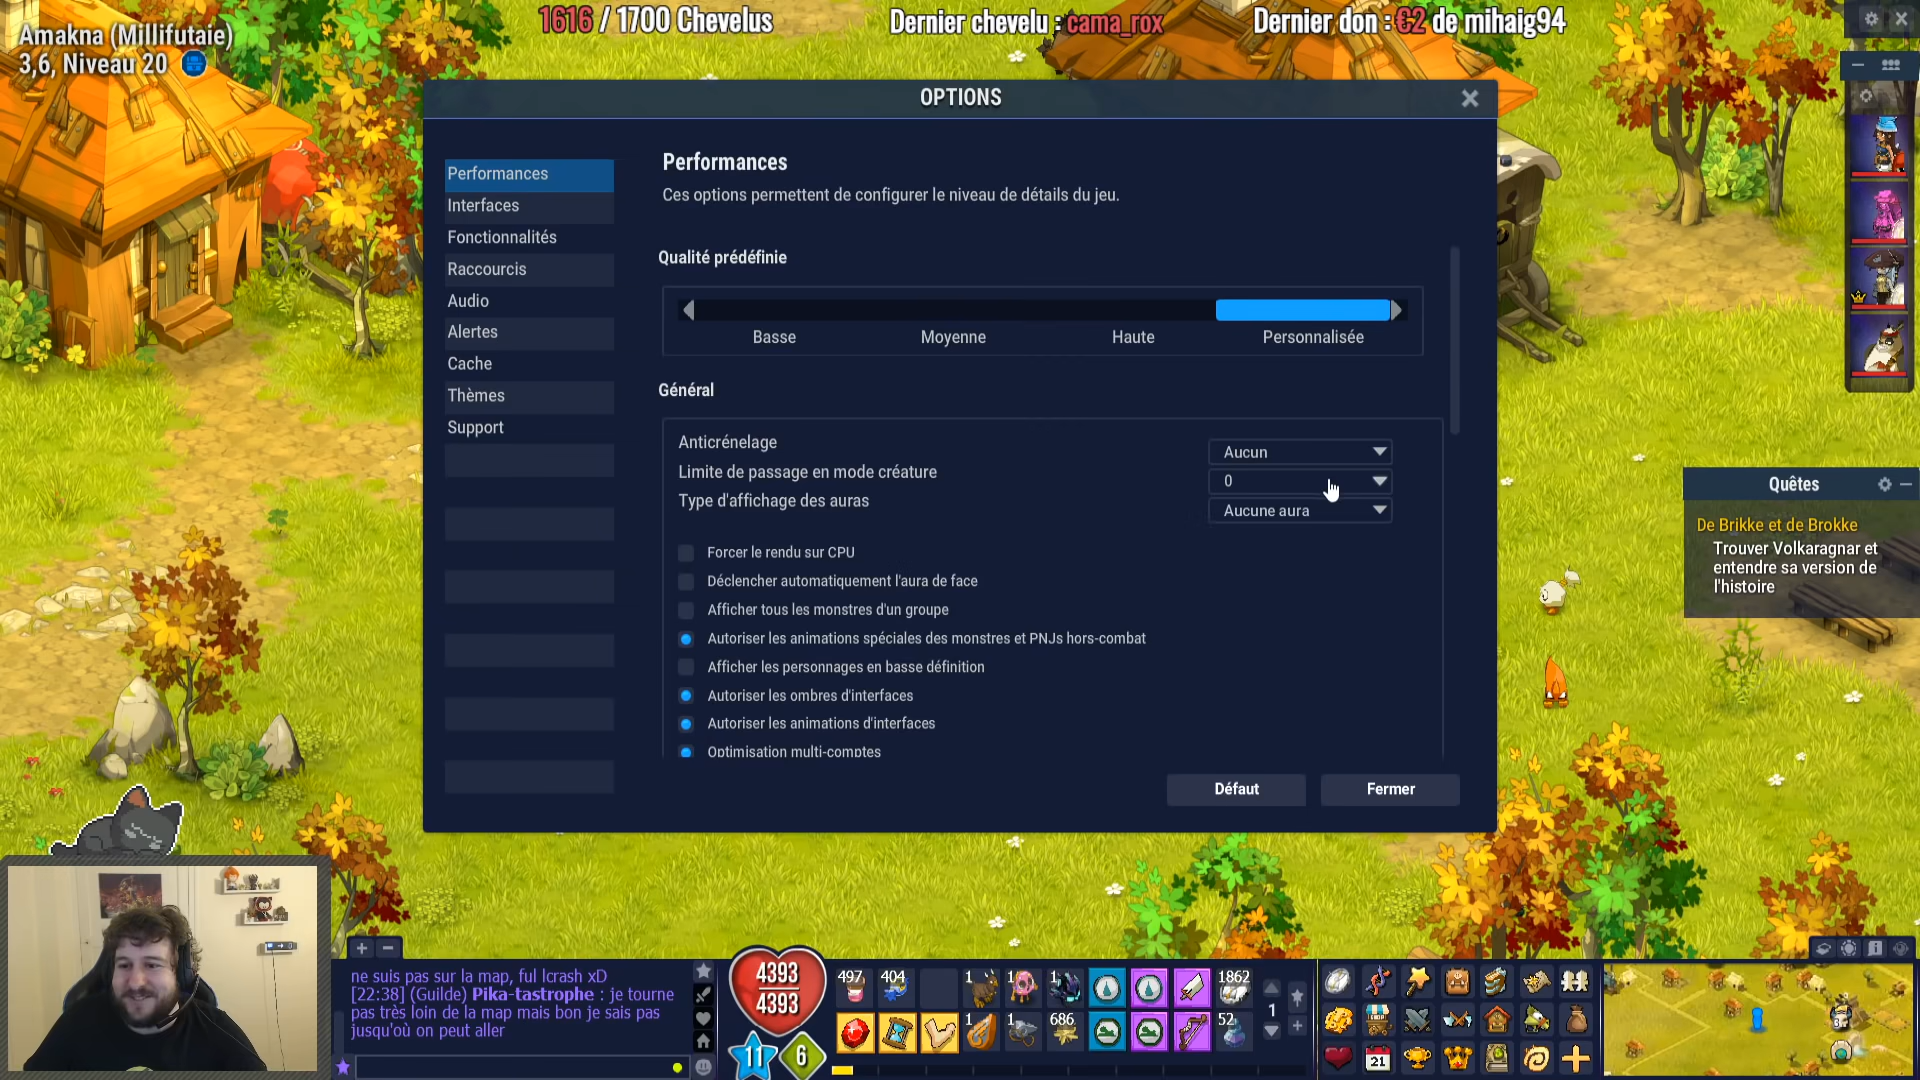 1616 / 1700 Chevelus
Dernier chevelu : cama_rox
Dernier don : €2 de mihaig94
Amakna (Millifutaie)
3,6, Niveau 20
OPTIONS
Performances
Interfaces
Fonctionnalités
Raccourcis
Audio
Alertes
Cache
Thèmes
Support
Performances
Ces options permettent de configurer le niveau de détails du jeu.
Qualité prédéfinie
Basse
Moyenne
Haute
Personnalisée
Général
Anticrénelage
Aucun
Limite de passage en mode créature
0
Type d'affichage des auras
Aucune aura
Forcer le rendu sur CPU
Déclencher automatiquement l'aura de face
Afficher tous les monstres d'un groupe
Autoriser les animations spéciales des monstres et PNJs hors-combat
Afficher les personnages en basse définition
Autoriser les ombres d'interfaces
Autoriser les animations d'interfaces
Optimisation multi-comptes
Défaut
Fermer
Quêtes
De Brikke et de Brokke
Trouver Volkaragnar et
entendre sa version de
l'histoire
ne suis pas sur la map, ful lcrash xD
[22:38] (Guilde) Pika-tastrophe : je tourne
pas très loin de la map mais bon je sais pas
jusqu'où on peut aller
4393
4393
11
6
497
404
1
1
1
1862
1
1
686
52
1
21